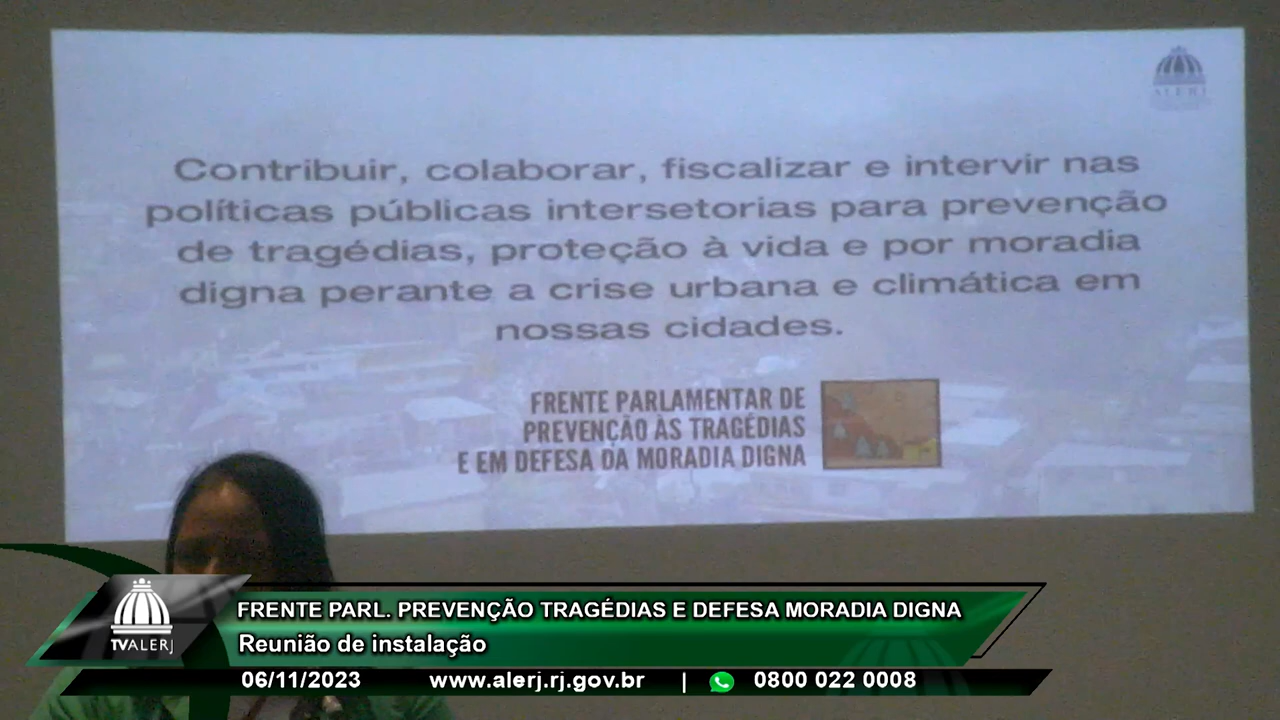 ALERJ
Contribuir, colaborar, fiscalizar e intervir nas
políticas públicas intersetorias para prevenção
de tragédias, proteção à vida e por moradia
digna perante a crise urbana e climática em
nossas cidades.
FRENTE PARLAMENTAR DE
PREVENÇÃO ÀS TRAGÉDIAS
E EM DEFESA DA MORADIA DIGNA
FRENTE PARL. PREVENÇÃO TRAGÉDIAS E DEFESA MORADIA DIGNA
TVALERJ
Reunião de instalação
06/11/2023 www.alerj.rj.gov.br | 0800 022 0008